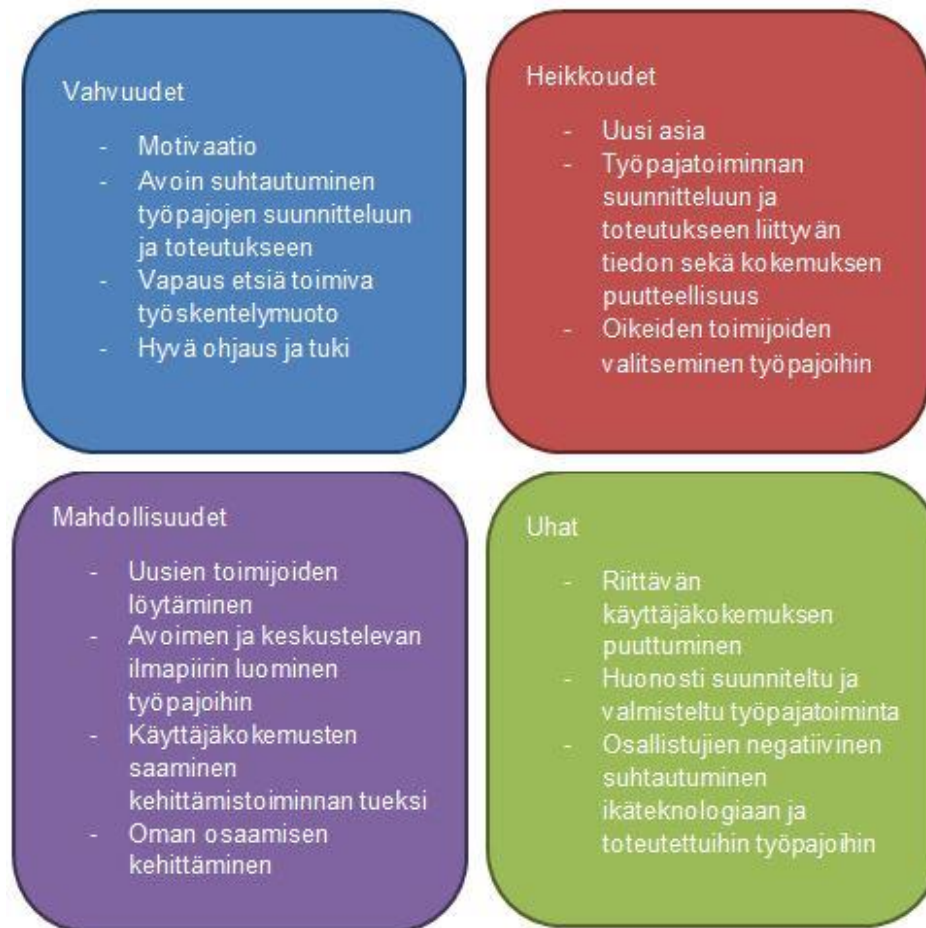 Vahvuudet
- Motivaatio
- Avoin suhtautuminen
työpajojen suunnitteluun
ja toteutukseen
- Vapaus etsiä toimiva
työskentelymuoto
- Hyvä ohjaus ja tuki
Heikkoudet
- Uusi asia
- Työpajatoiminnan
suunnitteluun ja
toteutukseen liittyvän
tiedon sekä kokemuksen
puutteellisuus
- Oikeiden toimijoiden
valitseminen työpajoihin
Mahdollisuudet
- Uusien toimijoiden
löytäminen
- Avoimen ja keskustelevan
ilmapiirin luominen
työpajoihin
- Käyttäjäkokemusten
saaminen
kehittämistoiminnan tueksi
- Oman osaamisen
kehittäminen
Uhat
- Riittävän
käyttäjäkokemuksen
puuttuminen
- Huonosti suunniteltu ja
valmisteltu työpajatoiminta
- Osallistujien negatiivinen
suhtautuminen
ikäteknologiaan ja
toteutettuihin työpajoihin